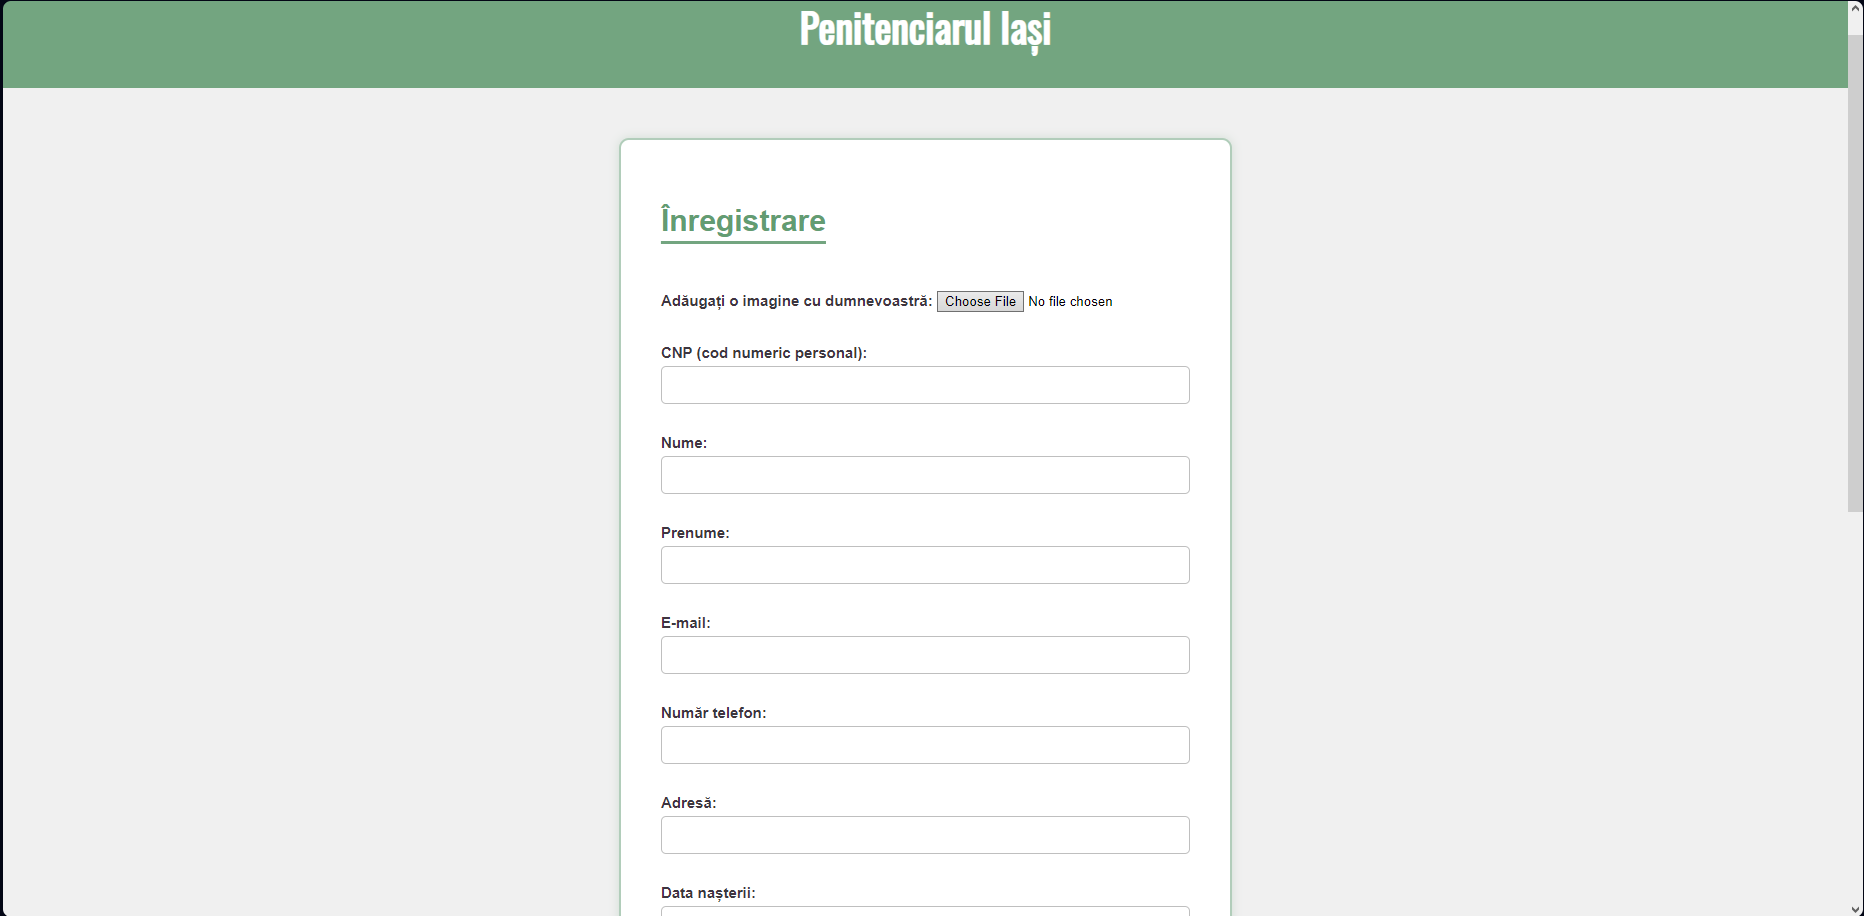 Penitenciarul Iași
Înregistrare
Adăugați o imagine cu dumnevoastră: Choose File No file chosen
CNP (cod numeric personal):
Nume:
Prenume:
E-mail:
Număr telefon:
Adresă:
Data nașterii: